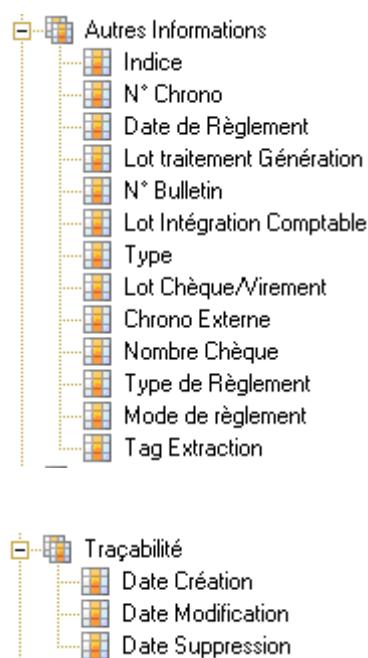 Autres Informations
Indice
N° Chrono
Date de Règlement
Lot traitement Génération
N° Bulletin
Lot Intégration Comptable
Type
Lot Chèque/Virement
Chrono Externe
Nombre Chèque
Type de Règlement
Mode de règlement
Tag Extraction
Traçabilité
Date Création
Date Modification
Date Suppression